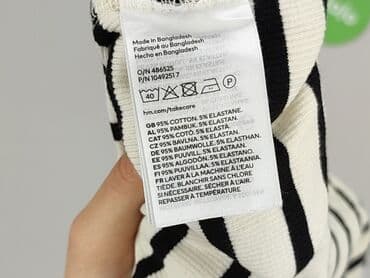 Made in Bangladesh
Fabriqué au Bangladesh
Hecho en Bangladesh
O/N 486525
P/N 10492517
40 P
hm.com/takecare
GB 95% COTTON. 5% ELASTANE.
AL 95% PAMBUK. 5% ELASTAN.
CAT 95% COTÓ. 5% ELASTÀ.
CZ 95% BAVLNA. 5% ELASTAN.
DE 95% BAUMWOLLE. 5% ELASTHAN.
EE 95% PUUVILL. 5% ELASTAAN.
ES 95% ALGODÓN. 5% ELASTANO.
FI 95% PUUVILLAA. 5% ELASTAANIA.
FR LAVER À LA MACHINE EAU
TIÈDE. BLANCHIR SANS CHLORE
SI NÉCESSAIRE. SÉCHER À L'AIR.
REPASSER À TEMPÉRATURE